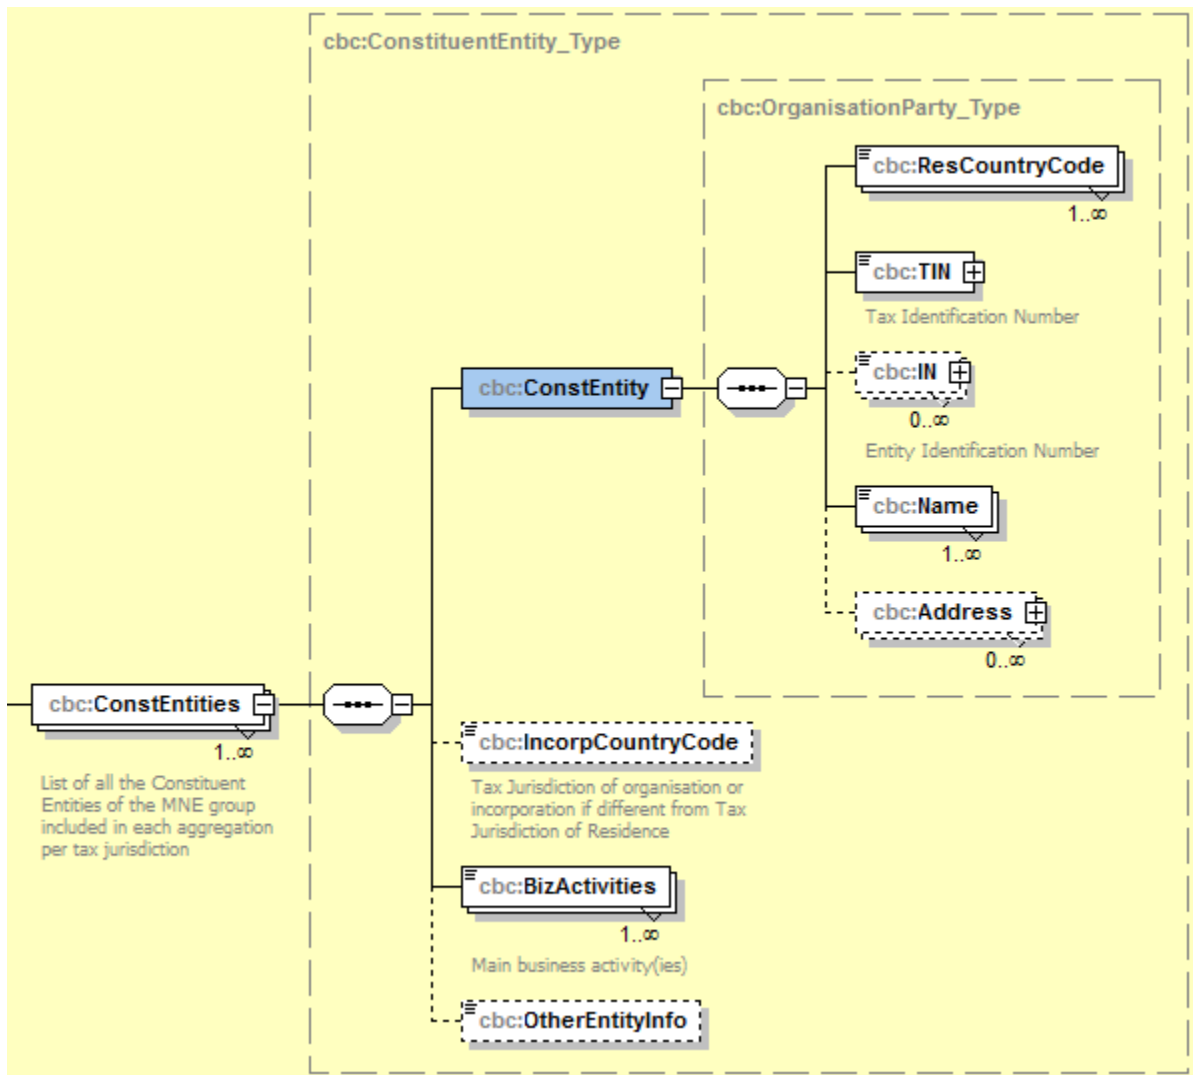 cbc:ConstituentEntity_Type
cbc:OrganisationParty_Type
cbc:ResCountryCode
1..∞
cbc:TIN
Tax Identification Number
cbc:IN
0..∞
Entity Identification Number
cbc:ConstEntity
cbc:Name
1..∞
cbc:Address
0..∞
cbc:ConstEntities
1..∞
List of all the Constituent
Entities of the MNE group
included in each aggregation
per tax jurisdiction
cbc:IncorpCountryCode
Tax Jurisdiction of organisation or
incorporation if different from Tax
Jurisdiction of Residence
cbc:BizActivities
1..∞
Main business activity(ies)
cbc:OtherEntityInfo